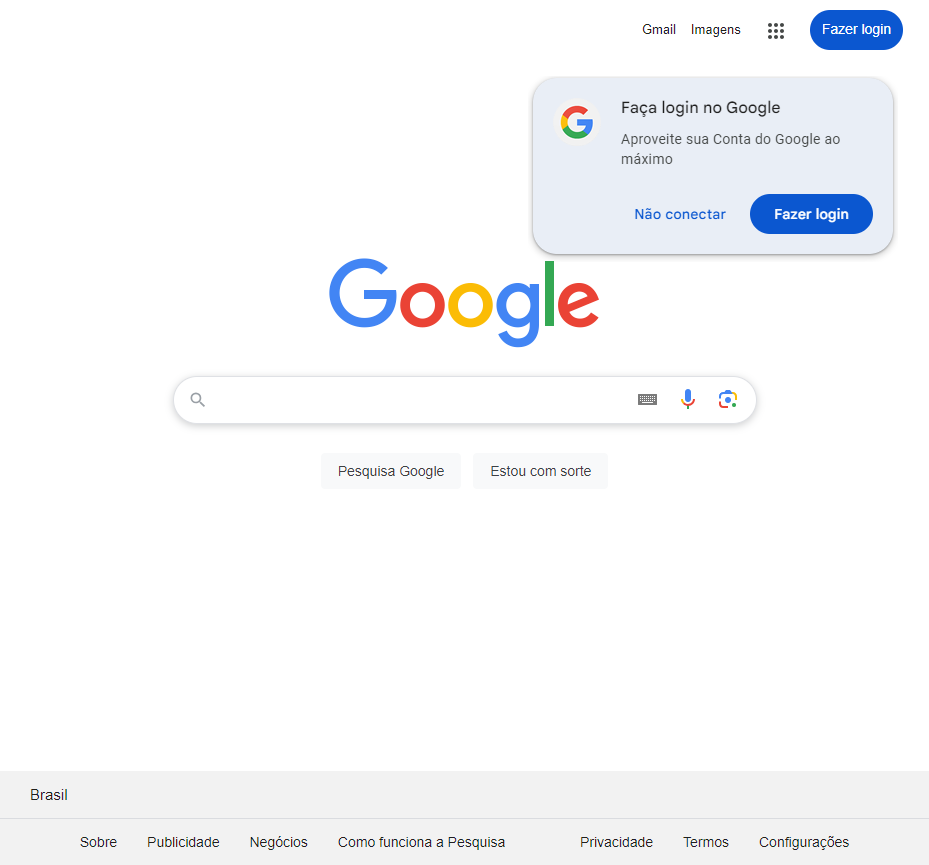 Gmail Imagens Fazer login
Faça login no Google
Aproveite sua Conta do Google ao
máximo
Não conectar Fazer login
Google
Pesquisa Google Estou com sorte
Brasil
Sobre Publicidade Negócios Como funciona a Pesquisa Privacidade Termos Configurações